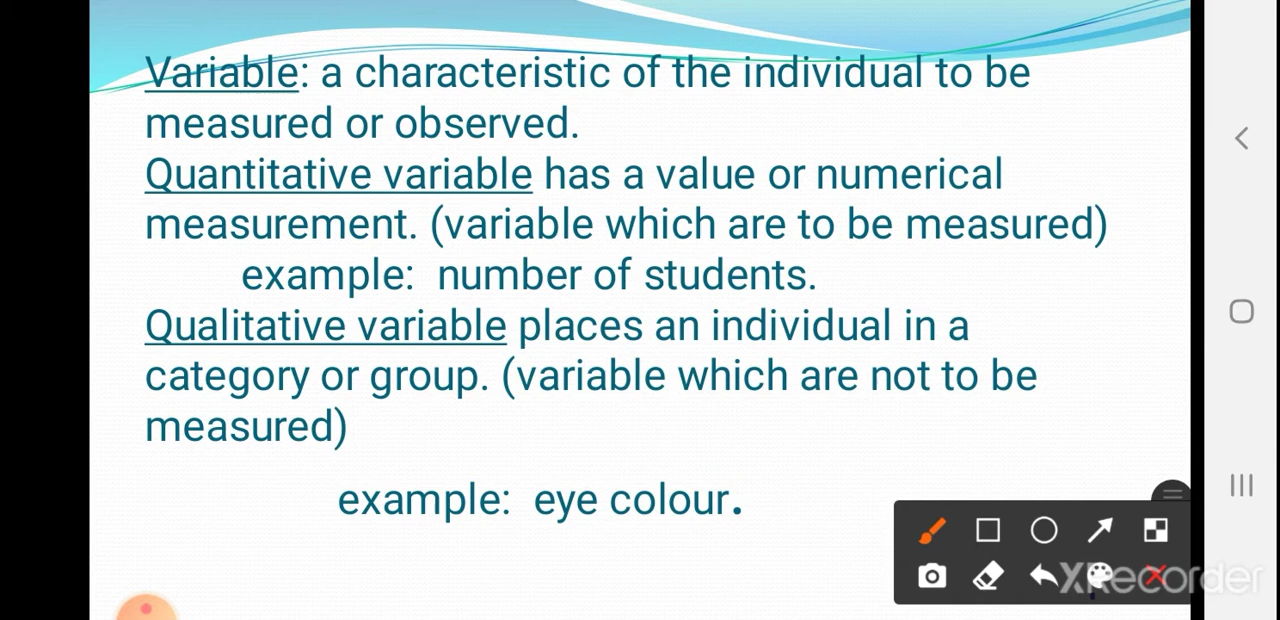 Variable: a characteristic of the individual to be
measured or observed.
Quantitative variable has a value or numerical
measurement. (variable which are to be measured)
example: number of students.
Qualitative variable places an individual in a
category or group. (variable which are not to be
measured)
example: eye colour.
XRecorder